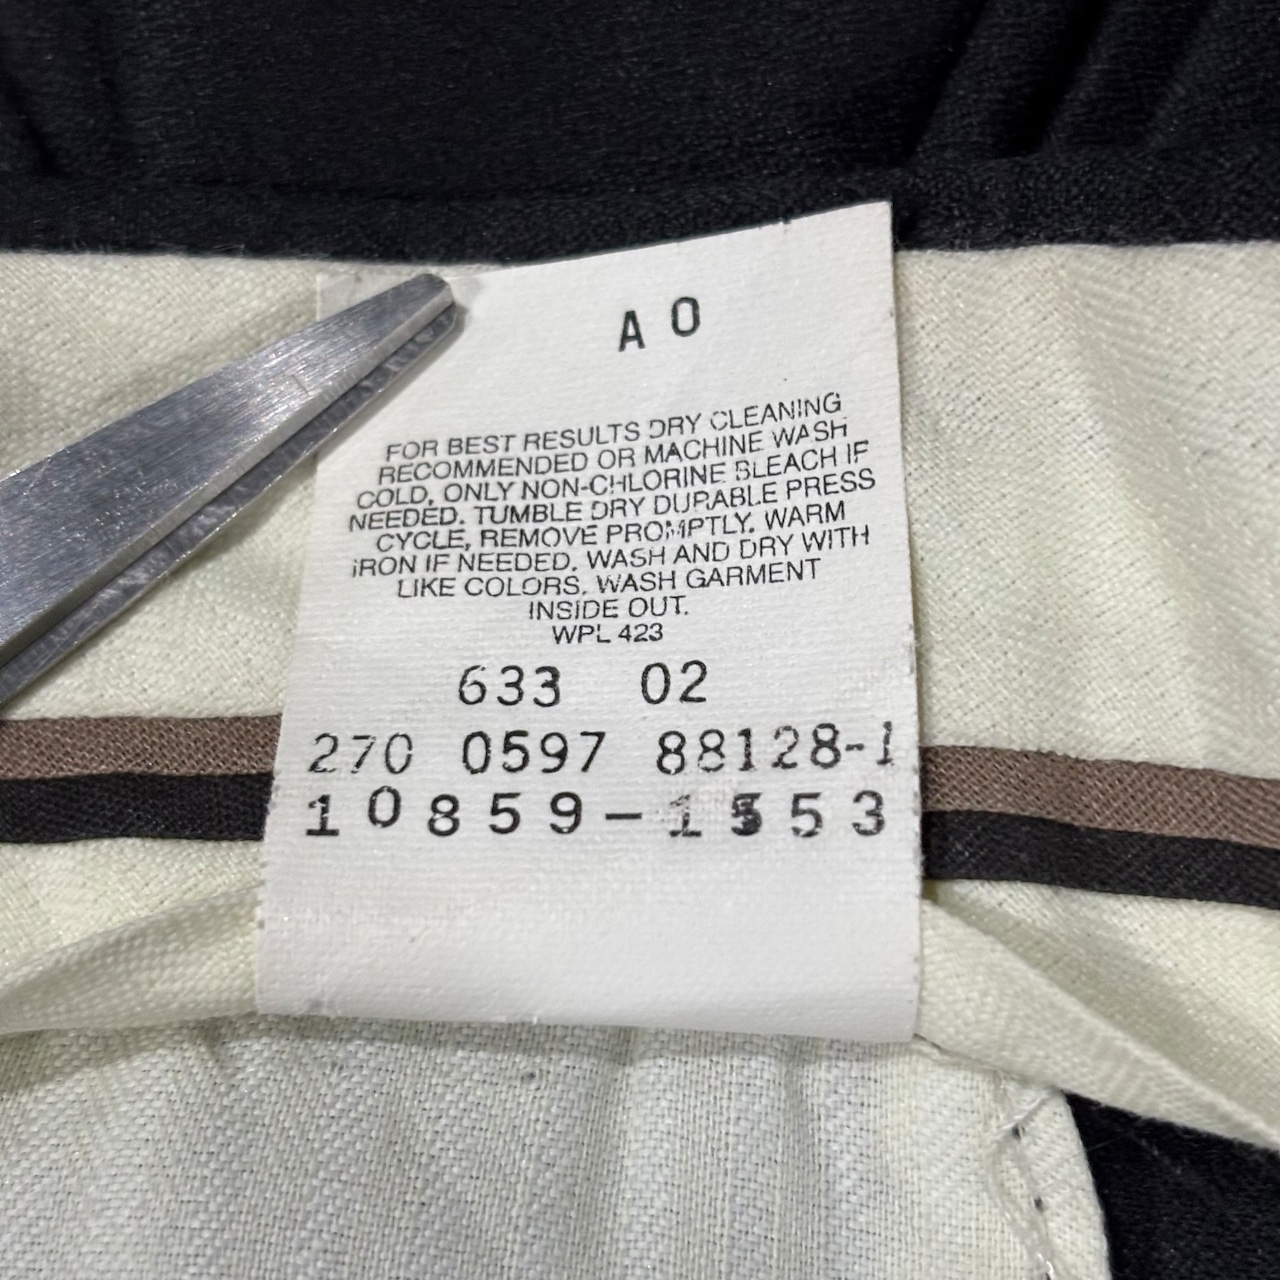 A O
FOR BEST RESULTS DRY CLEANING
RECOMMENDED OR MACHINE WASH
COLD, ONLY NON-CHLORINE BLEACH IF
NEEDED. TUMBLE DRY DURABLE PRESS
CYCLE, REMOVE PROMPTLY. WARM
IRON IF NEEDED. WASH AND DRY WITH
LIKE COLORS. WASH GARMENT
INSIDE OUT.
WPL 423
633 02
270 0597 88128-1
10859-1553